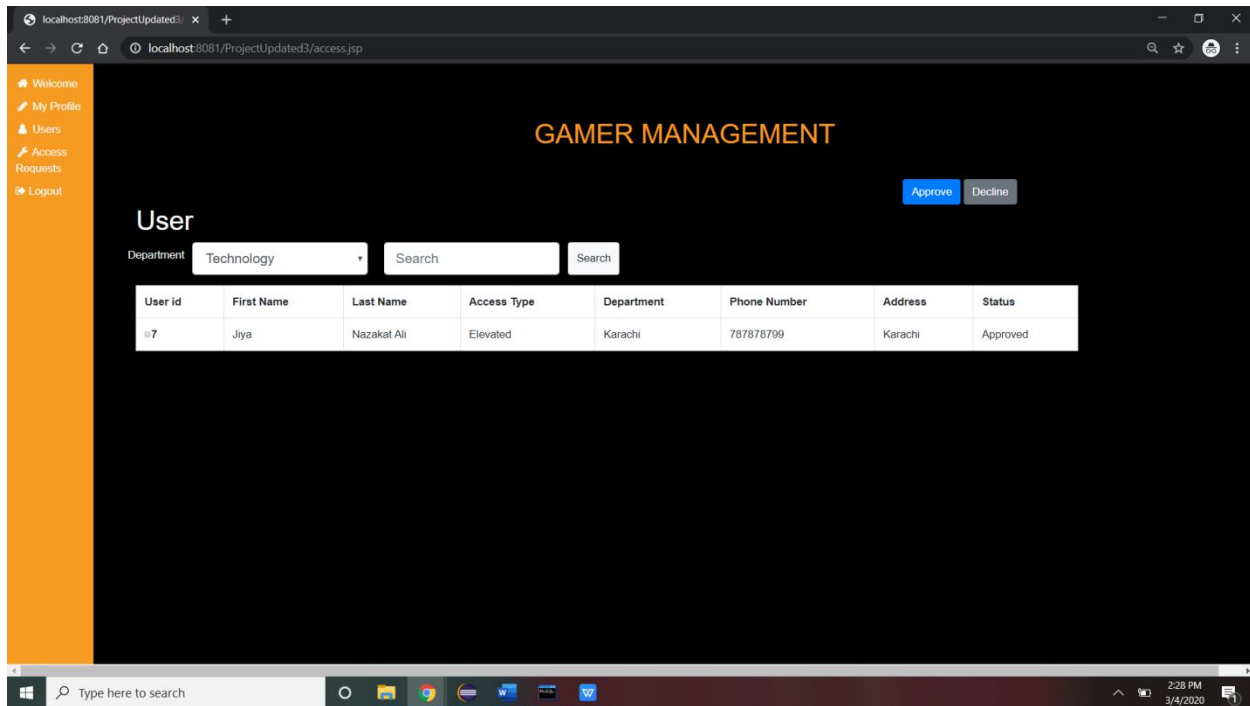 localhost:8081/ProjectUpdated3/
localhost:8081/ProjectUpdated3/access.jsp
Welcome
My Profile
Users
Access
Requests
Logout
GAMER MANAGEMENT
Approve Decline
User
Department Technology Search Search
User id First Name Last Name Access Type Department Phone Number Address Status
7 Jiya Nazakat Ali Elevated Karachi 787878799 Karachi Approved
Type here to search
2:28 PM
3/4/2020